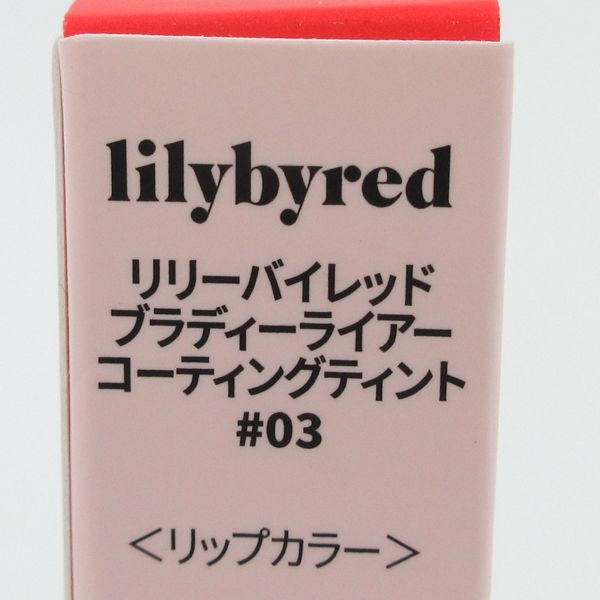 lilybyred
リリーバイレッド
ブラディーライアー
コーティングティント
#03
＜リップカラー＞